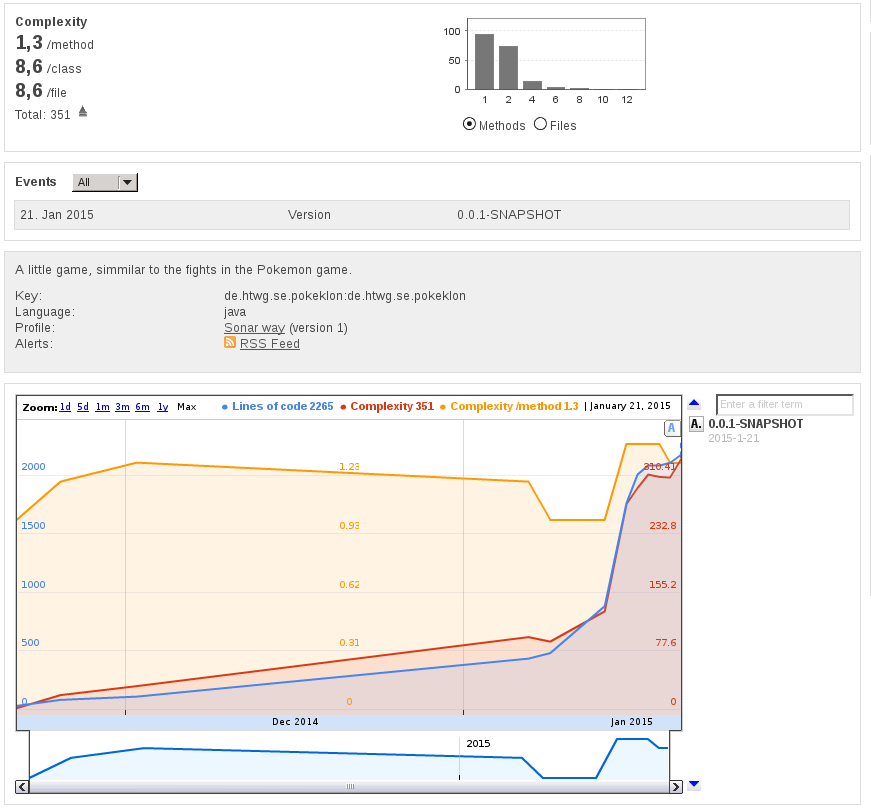 Complexity
1,3 /method
8,6 /class
8,6 /file
Total: 351
100
50
0
1 2 4 6 8 10 12
Methods Files
Events All
21. Jan 2015 Version 0.0.1-SNAPSHOT
A little game, simmilar to the fights in the Pokemon game.
Key: de.htwg.se.pokeklon:de.htwg.se.pokeklon
Language: java
Profile: Sonar way (version 1)
Alerts: RSS Feed
Zoom: 1d 5d 1m 3m 6m 1y Max Lines of code 2265 Complexity 351 Complexity /method 1.3 | January 21, 2015
Enter a filter term
A
A. 0.0.1-SNAPSHOT
2015-1-21
2000 1.23 310.41
1500 0.93 232.8
1000 0.62 155.2
500 0.31 77.6
0 0 0
Dec 2014 Jan 2015
2015